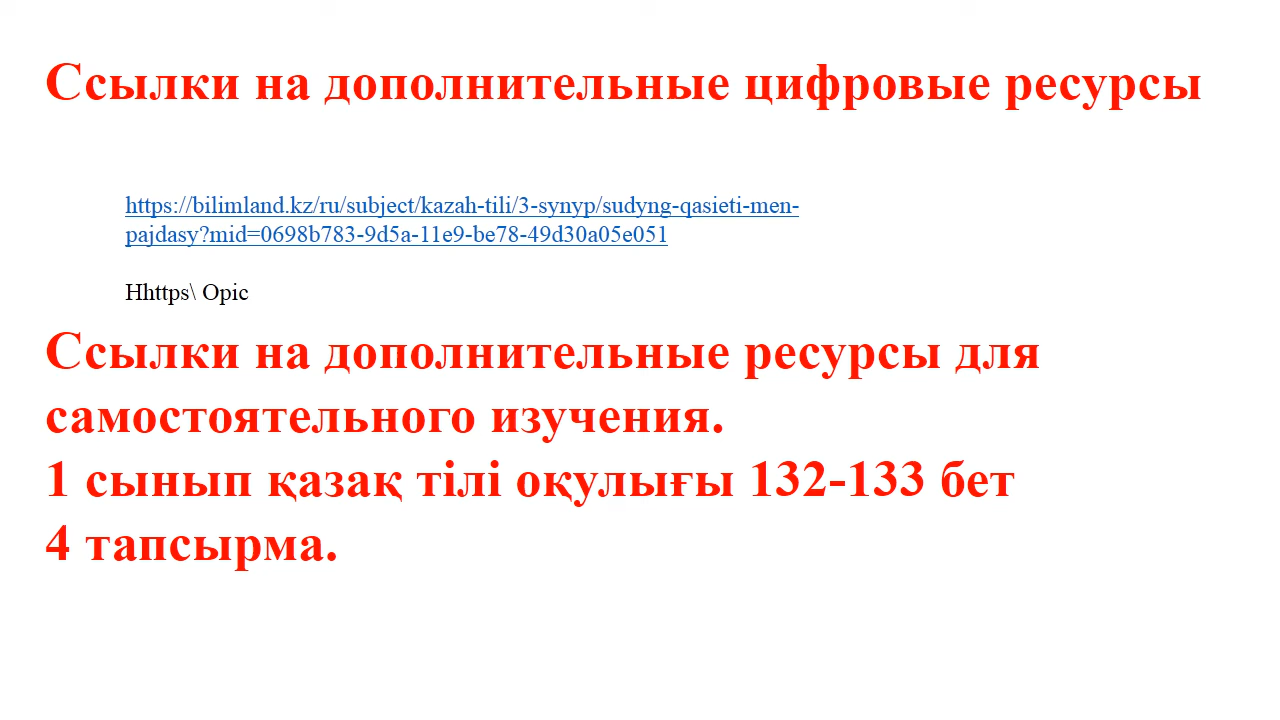 Ссылки на дополнительные цифровые ресурсы
https://bilimland.kz/ru/subject/kazah-tili/3-synyp/sudyng-qasieti-men-
pajdasy?mid=0698b783-9d5a-11e9-be78-49d30a05e051
Hhttps\ Opic
Ссылки на дополнительные ресурсы для
самостоятельного изучения.
1 сынып қазақ тілі оқулығы 132-133 бет
4 тапсырма.